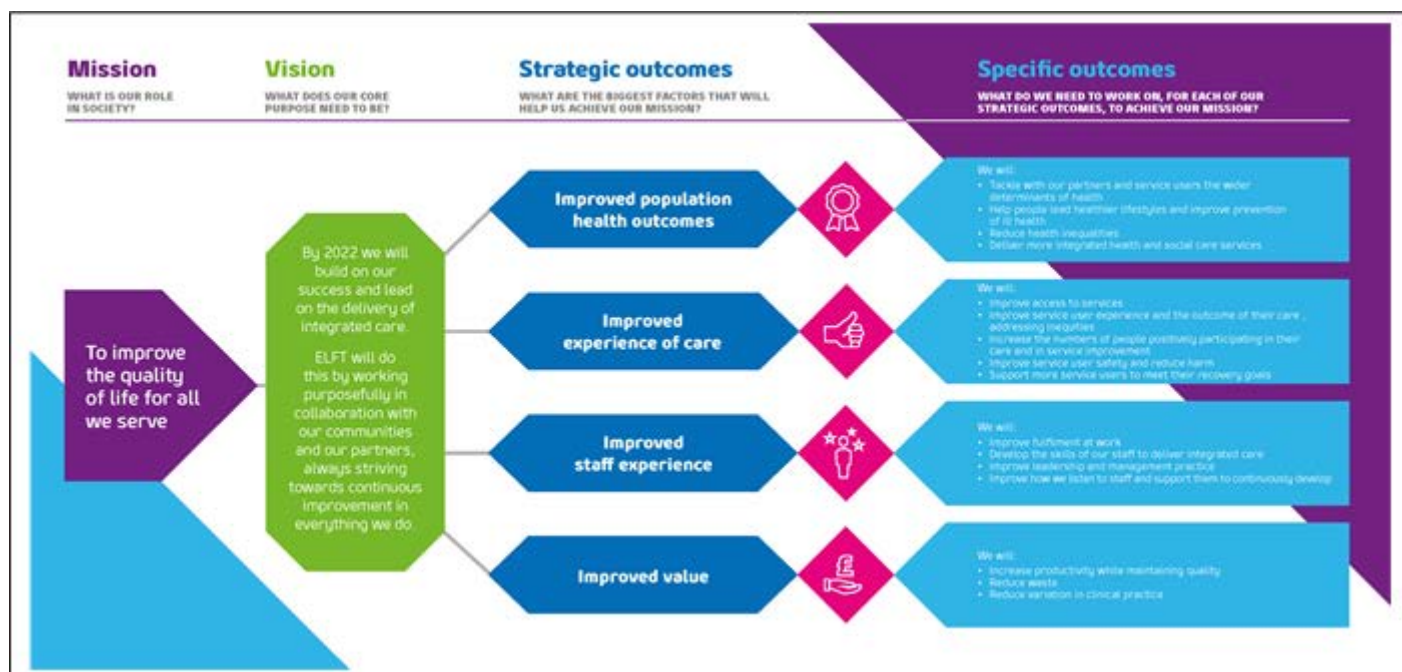 Mission
WHAT IS OUR ROLE
IN SOCIETY?
Vision
WHAT DOES OUR CORE
PURPOSE NEED TO BE?
Strategic outcomes
WHAT ARE THE BIGGEST FACTORS THAT WILL
HELP US ACHIEVE OUR MISSION?
Specific outcomes
WHAT DO WE NEED TO WORK ON, FOR EACH OF OUR
STRATEGIC OUTCOMES, TO ACHIEVE OUR MISSION?
To improve
the quality
of life for all
we serve
By 2022 we will
build on our
success and lead
on the delivery of
integrated care.
ELFT will do
this by working
purposefully in
collaboration with
our communities
and our partners,
always striving
towards continuous
improvement in
everything we do.
Improved population
health outcomes
We will:
• Tackle with our partners and service users the wider
determinants of health
• Help people lead healthier lifestyles and improve prevention
of ill health
• Reduce health inequalities
• Deliver more integrated health and social care services
Improved
experience of care
We will:
• Improve access to services
• Improve service user experience and the outcome of their care ,
addressing inequities
• Increase the numbers of people positively participating in their
care and in service improvement
• Improve service user safety and reduce harm
• Support more service users to meet their recovery goals
Improved
staff experience
We will:
• Improve fulfilment at work
• Develop the skills of our staff to deliver integrated care
• Improve leadership and management practice
• Improve how we listen to staff and support them to continuously develop
Improved value
£
We will:
• Increase productivity while maintaining quality
• Reduce waste
• Reduce variation in clinical practice